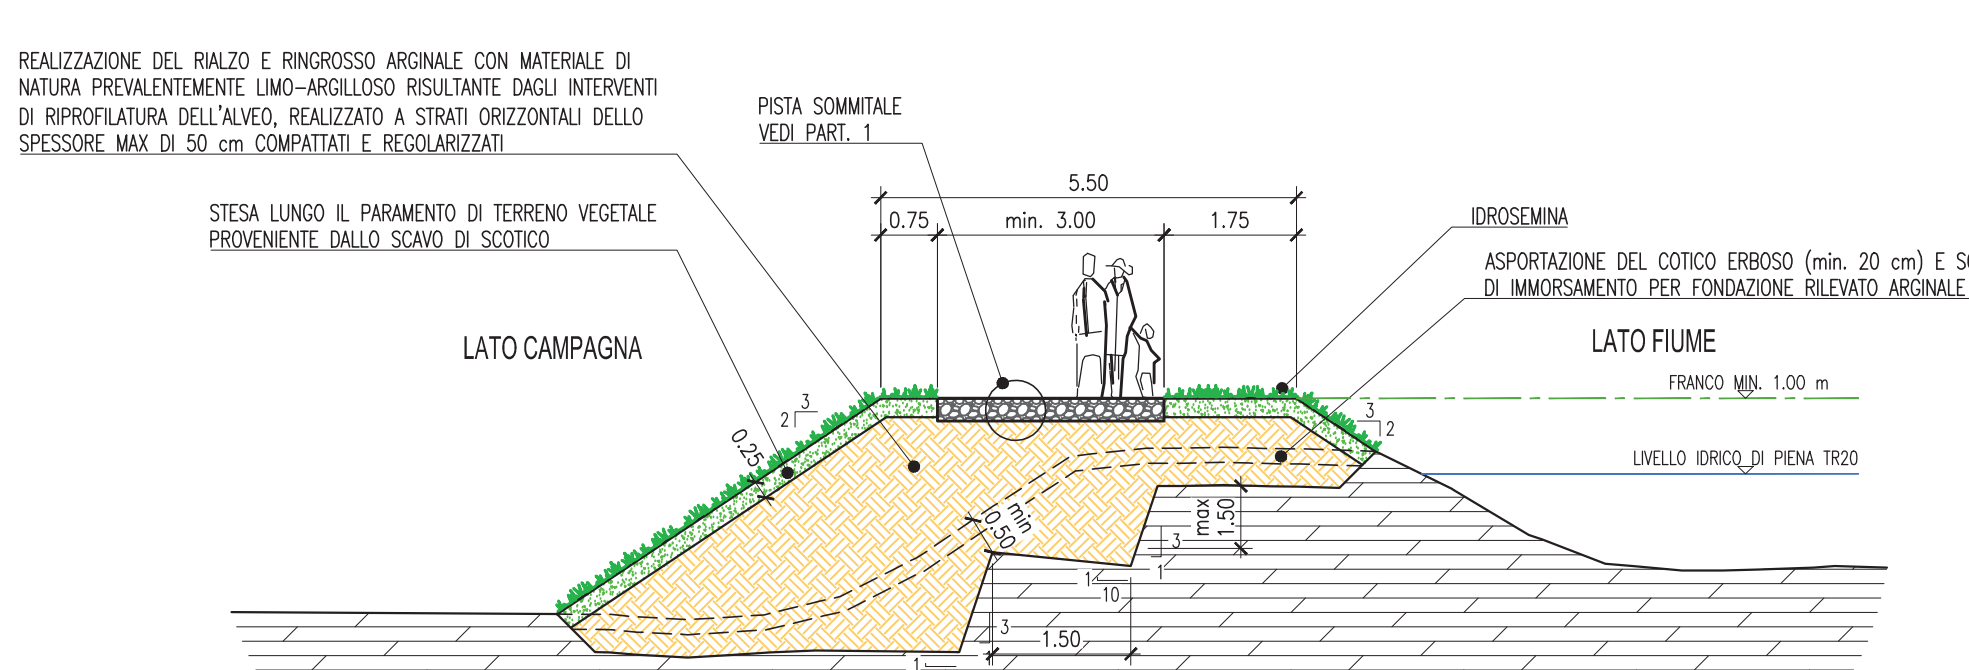 REALIZZAZIONE DEL RIALZO E RINGROSSO ARGINALE CON MATERIALE DI
NATURA PREVALENTEMENTE LIMO-ARGILLOSO RISULTANTE DAGLI INTERVENTI
DI RIPROFILATURA DELL'ALVEO, REALIZZATO A STRATI ORIZZONTALI DELLO
SPESSORE MAX DI 50 cm COMPATTATI E REGOLARIZZATI
PISTA SOMMITALE
VEDI PART. 1
STESA LUNGO IL PARAMENTO DI TERRENO VEGETALE
PROVENIENTE DALLO SCAVO DI SCOTICO
5.50
0.75
min. 3.00
1.75
IDROSEMINA
ASPORTAZIONE DEL COTICO ERBOSO (min. 20 cm) E
DI IMMORSAMENTO PER FONDAZIONE RILEVATO ARGINALE
LATO CAMPAGNA
LATO FIUME
FRANCO MIN. 1.00 m
3
2
3
2
0.25
LIVELLO IDRICO DI PIENA TR20
min
0.50
max
1.50
3
1
1
10
3
1.50
1